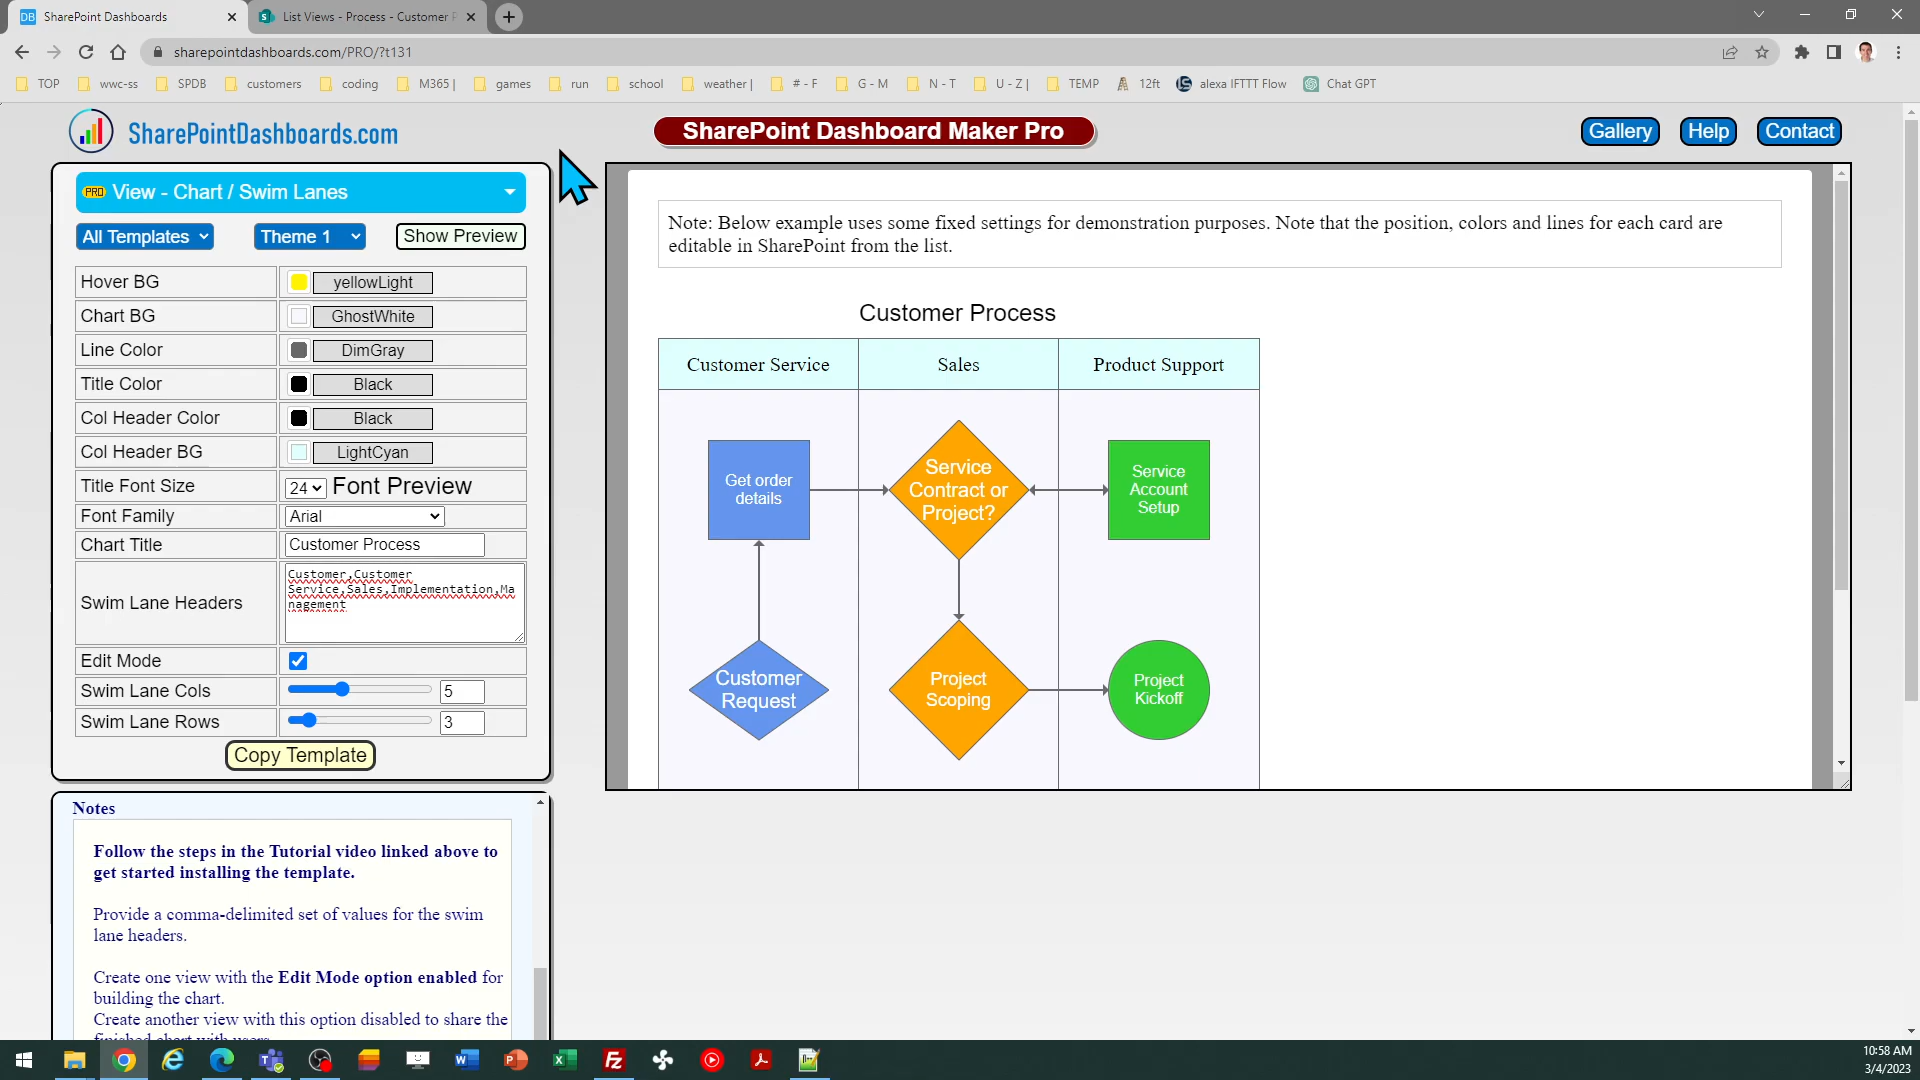 SharePoint Dashboards
List Views - Process - Customer P
sharepointdashboards.com/PRO/?t131
TOP
wwc-ss
SPDB
customers
coding
M365 |
games
run
school
weather |
# - F
G - M
N - T
U - Z |
TEMP
12ft
alexa IFTTT Flow
Chat GPT
SharePointDashboards.com
SharePoint Dashboard Maker Pro
Gallery
Help
Contact
PRO View - Chart / Swim Lanes
All Templates
Theme 1
Show Preview
Hover BG
yellowLight
Chart BG
GhostWhite
Line Color
DimGray
Title Color
Black
Col Header Color
Black
Col Header BG
LightCyan
Title Font Size
24
Font Preview
Font Family
Arial
Chart Title
Customer Process
Swim Lane Headers
Customer,Customer
Service,Sales,Implementation,Ma
nagement
Edit Mode
Swim Lane Cols
5
Swim Lane Rows
3
Copy Template
Notes
Follow the steps in the Tutorial video linked above to
get started installing the template.
Provide a comma-delimited set of values for the swim
lane headers.
Create one view with the Edit Mode option enabled for
building the chart.
Create another view with this option disabled to share the
finished chart with users.
Note: Below example uses some fixed settings for demonstration purposes. Note that the position, colors and lines for each card are
editable in SharePoint from the list.
Customer Process
Customer Service
Sales
Product Support
Get order
details
Service
Contract or
Project?
Service
Account
Setup
Customer
Request
Project
Scoping
Project
Kickoff
10:58 AM
3/4/2023